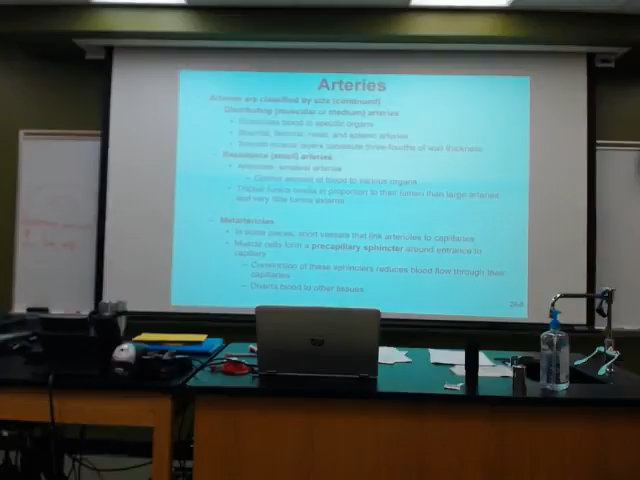 Arteries
Arteries are classified by size (continued)
Distributing (muscular or medium) arteries
Distributes blood to specific organs
Brachial, femoral, renal, and splenic arteries
Smooth muscle layers constitute three-fourths of wall thickness
Resistance (small) arteries
Arterioles: smallest arteries
– Control amount of blood to various organs
Thicker tunica media in proportion to their lumen than large arteries
and very little tunica externa
Metarterioles
In some places, short vessels that link arterioles to capillaries
Muscle cells form a precapillary sphincter around entrance to
capillary
– Constriction of these sphincters reduces blood flow through their
capillaries
– Diverts blood to other tissues
hp